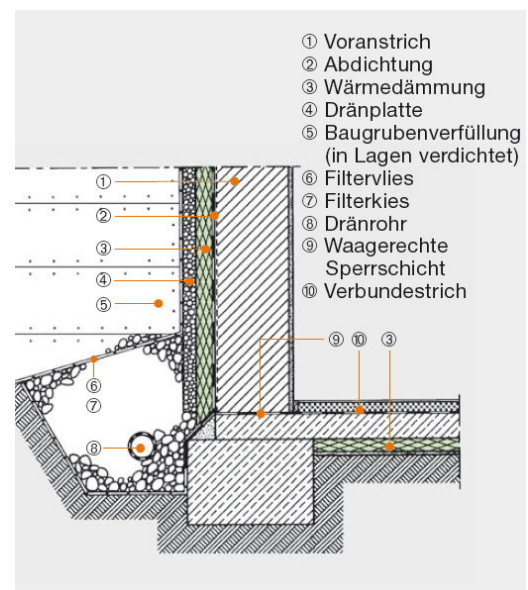 ① Voranstrich
② Abdichtung
③ Wärmedämmung
④ Dränplatte
⑤ Baugrubenverfüllung
(in Lagen verdichtet)
⑥ Filtervlies
⑦ Filterkies
⑧ Dränrohr
⑨ Waagerechte
Sperrschicht
⑩ Verbundestrich
①
②
③
④
⑤
⑨ ⑩ ③
⑥
⑦
⑧